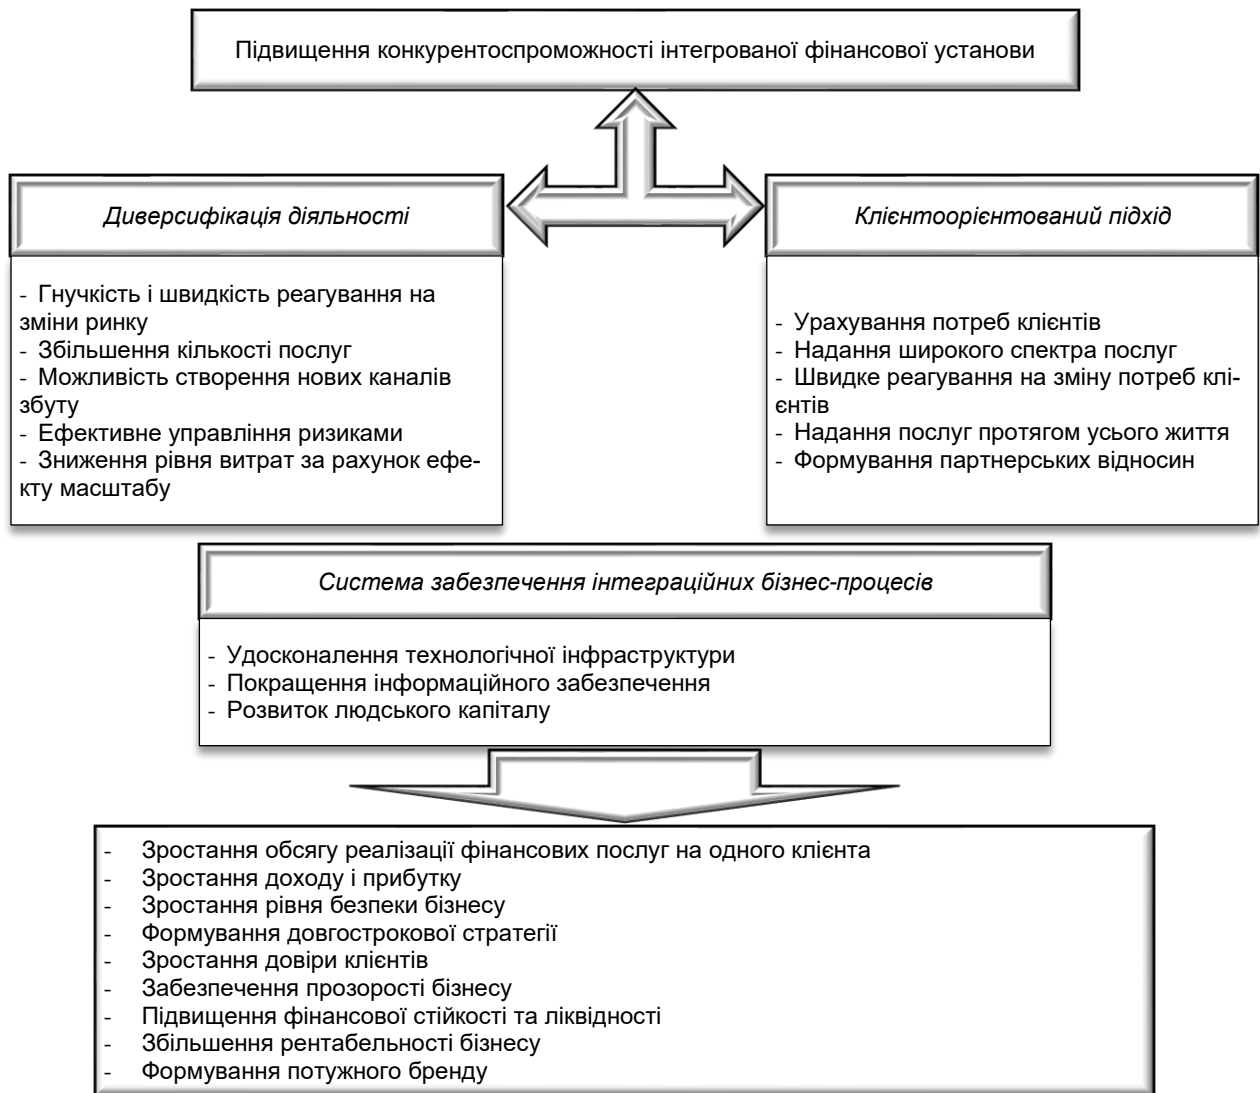 Підвищення конкурентоспроможності інтегрованої фінансової установи
Диверсифікація діяльності
- Гнучкість і швидкість реагування на
зміни ринку
- Збільшення кількості послуг
- Можливість створення нових каналів
збуту
- Ефективне управління ризиками
- Зниження рівня витрат за рахунок ефе-
кту масштабу
Клієнтоорієнтований підхід
- Урахування потреб клієнтів
- Надання широкого спектра послуг
- Швидке реагування на зміну потреб клі-
єнтів
- Надання послуг протягом усього життя
- Формування партнерських відносин
Система забезпечення інтеграційних бізнес-процесів
- Удосконалення технологічної інфраструктури
- Покращення інформаційного забезпечення
- Розвиток людського капіталу
- Зростання обсягу реалізації фінансових послуг на одного клієнта
- Зростання доходу і прибутку
- Зростання рівня безпеки бізнесу
- Формування довгострокової стратегії
- Зростання довіри клієнтів
- Забезпечення прозорості бізнесу
- Підвищення фінансової стійкості та ліквідності
- Збільшення рентабельності бізнесу
- Формування потужного бренду